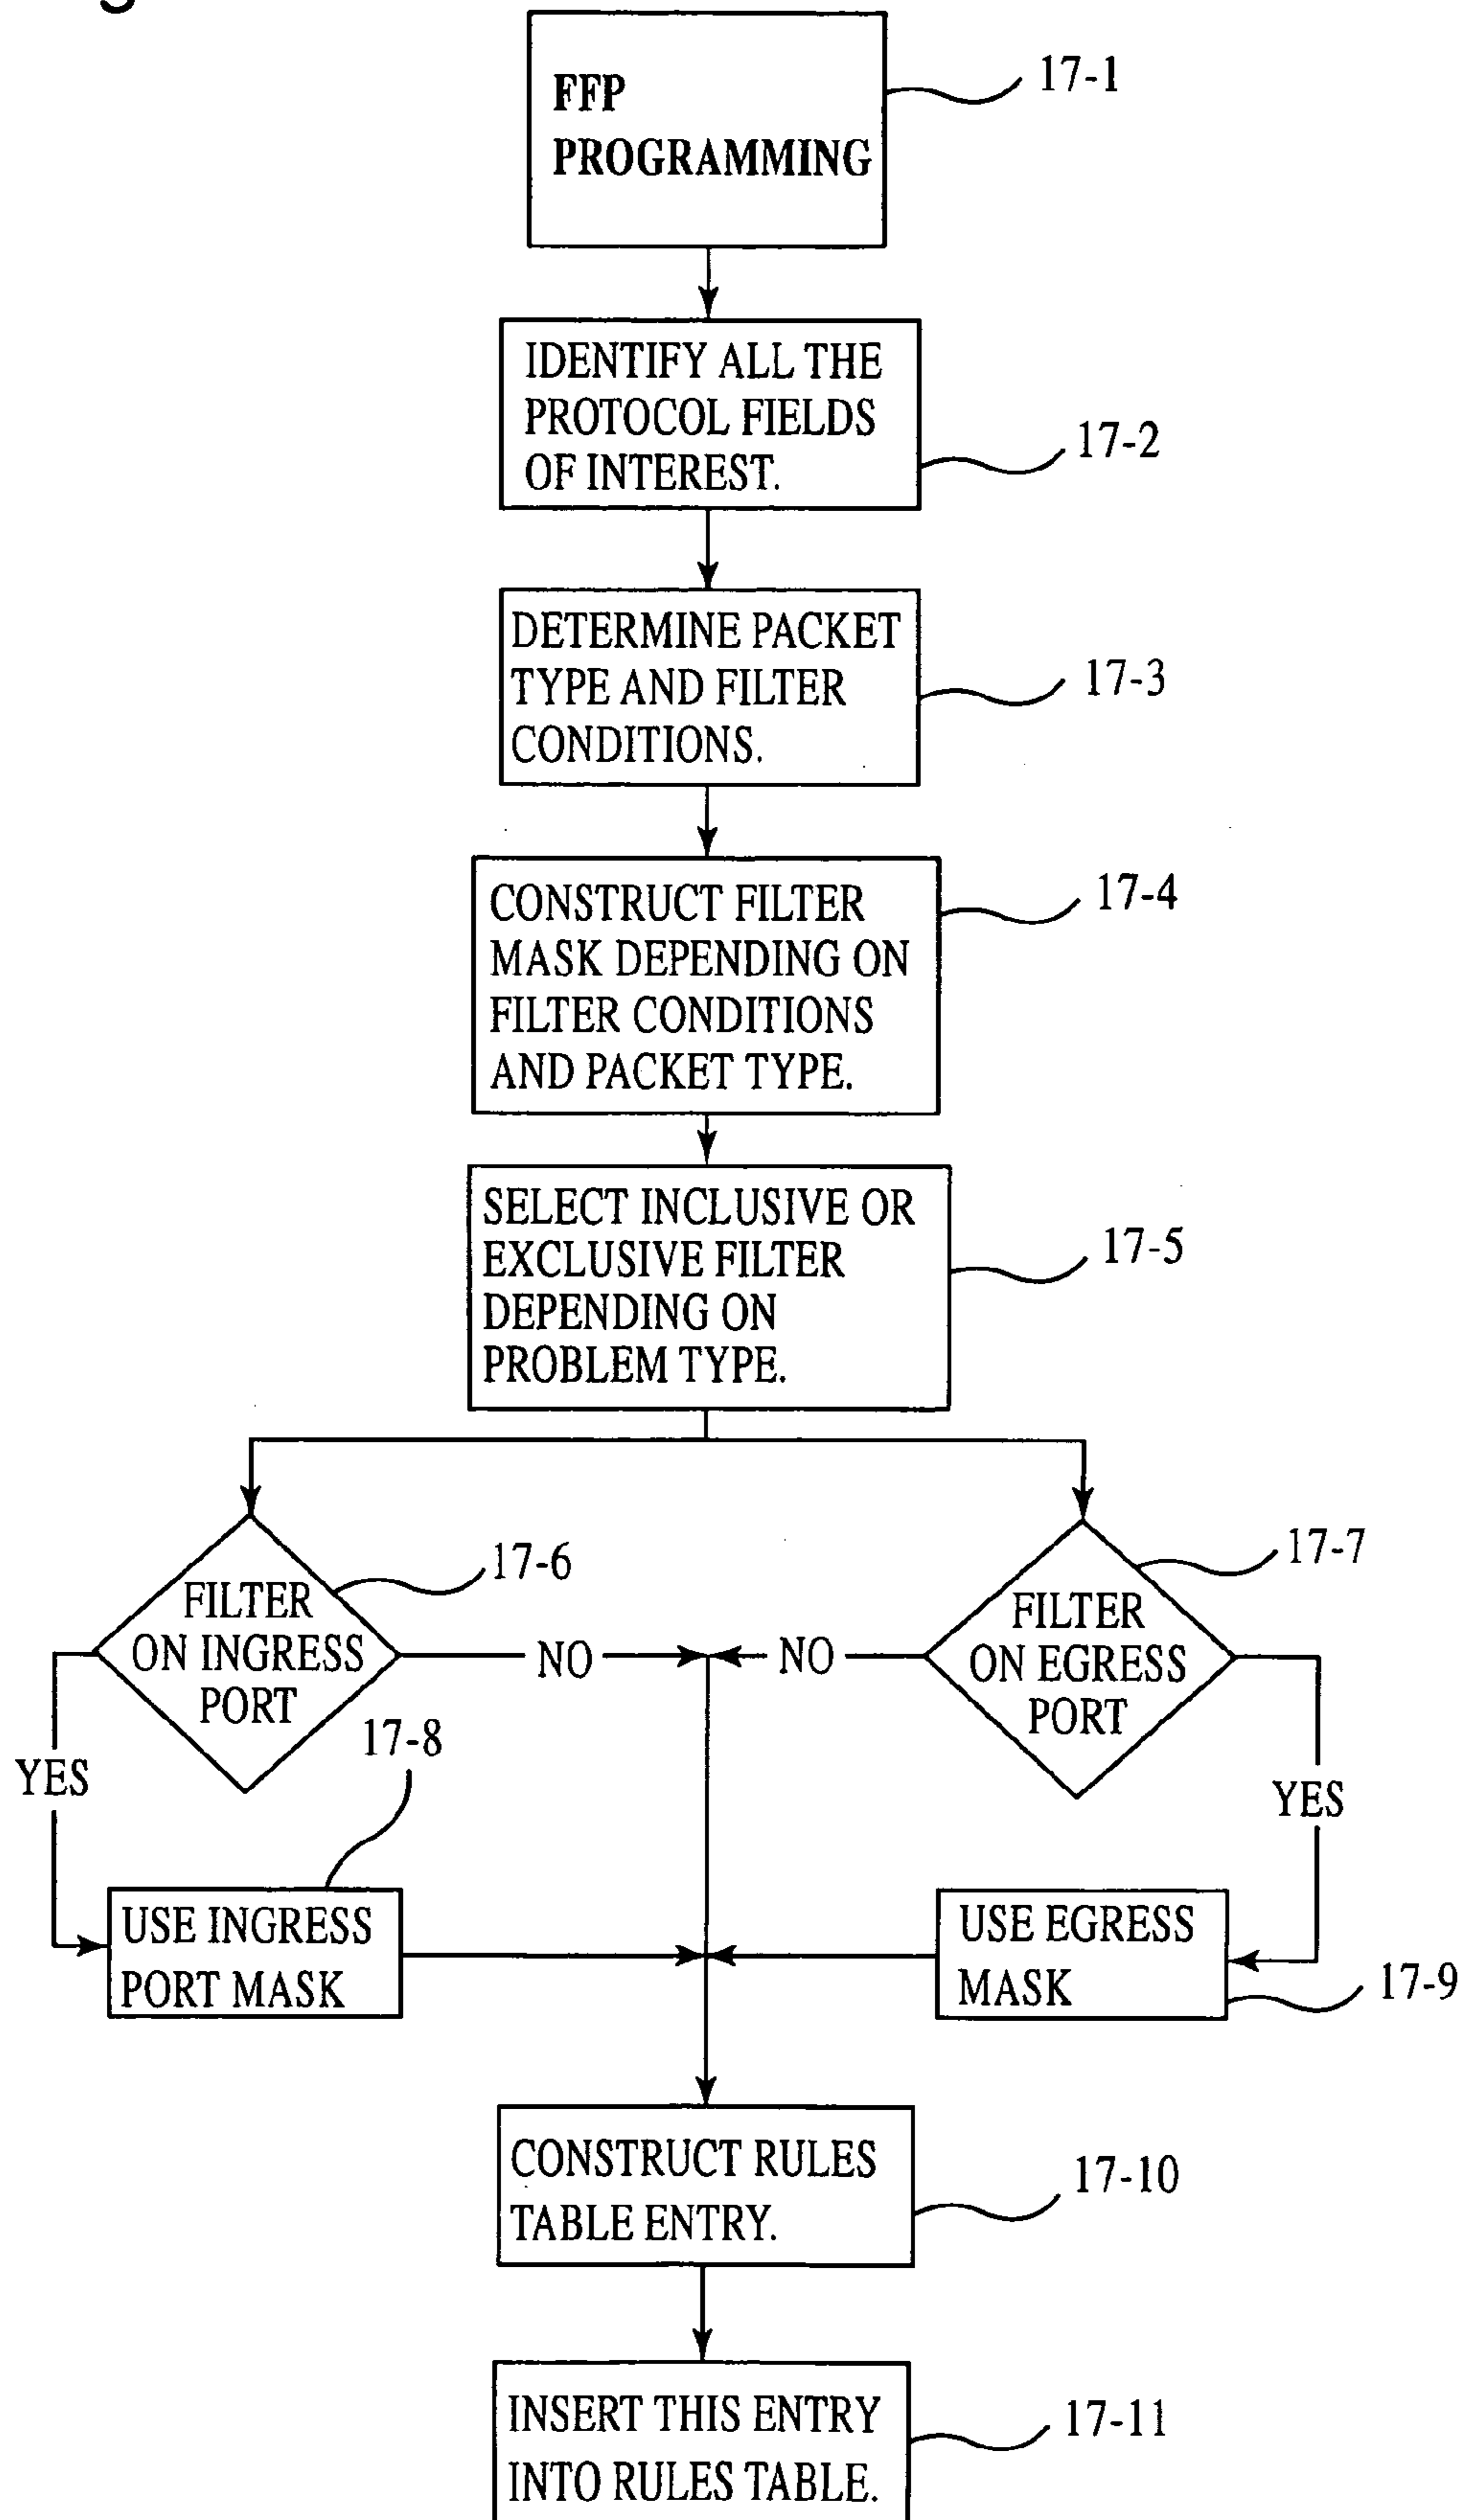 FFP
PROGRAMMING
17-1
IDENTIFY ALL THE
PROTOCOL FIELDS
OF INTEREST.
17-2
DETERMINE PACKET
TYPE AND FILTER
CONDITIONS.
17-3
CONSTRUCT FILTER
MASK DEPENDING ON
FILTER CONDITIONS
AND PACKET TYPE.
17-4
SELECT INCLUSIVE OR
EXCLUSIVE FILTER
DEPENDING ON
PROBLEM TYPE.
17-5
FILTER
ON INGRESS
PORT
17-6
NO
NO
FILTER
ON EGRESS
PORT
17-7
YES
17-8
YES
USE INGRESS
PORT MASK
USE EGRESS
MASK
17-9
CONSTRUCT RULES
TABLE ENTRY.
17-10
INSERT THIS ENTRY
INTO RULES TABLE.
17-11